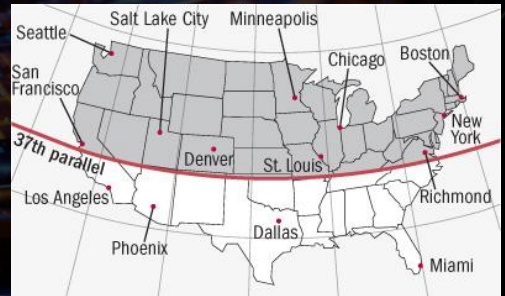 Salt Lake City
Minneapolis
Seattle
Chicago
Boston
San
Francisco
New
York
37th parallel
Denver
St. Louis
Los Angeles
Richmond
Dallas
Phoenix
Miami